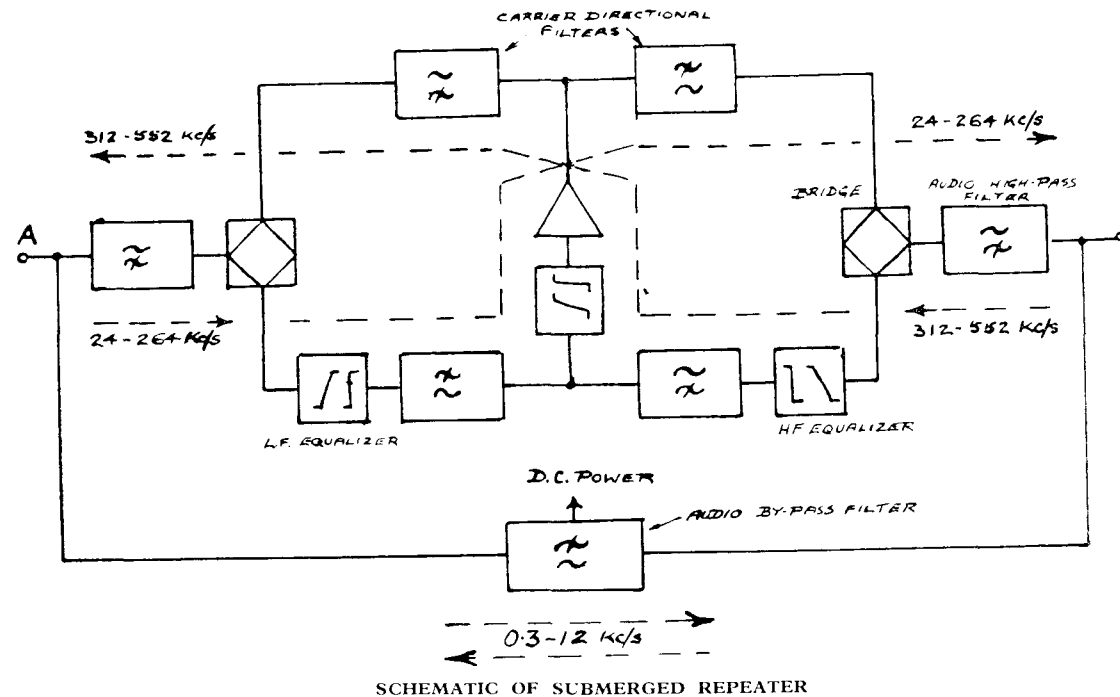 CARRIER DIRECTIONAL
FILTERS
312-552 Kc/s
24-264 Kc/s
BRIDGE
AUDIO HIGH-PASS
FILTER
A
24-264 Kc/s
312-552 Kc/s
L.F. EQUALIZER
HF EQUALIZER
D.C. POWER
AUDIO BY-PASS FILTER
0.3-12 Kc/s
SCHEMATIC OF SUBMERGED REPEATER